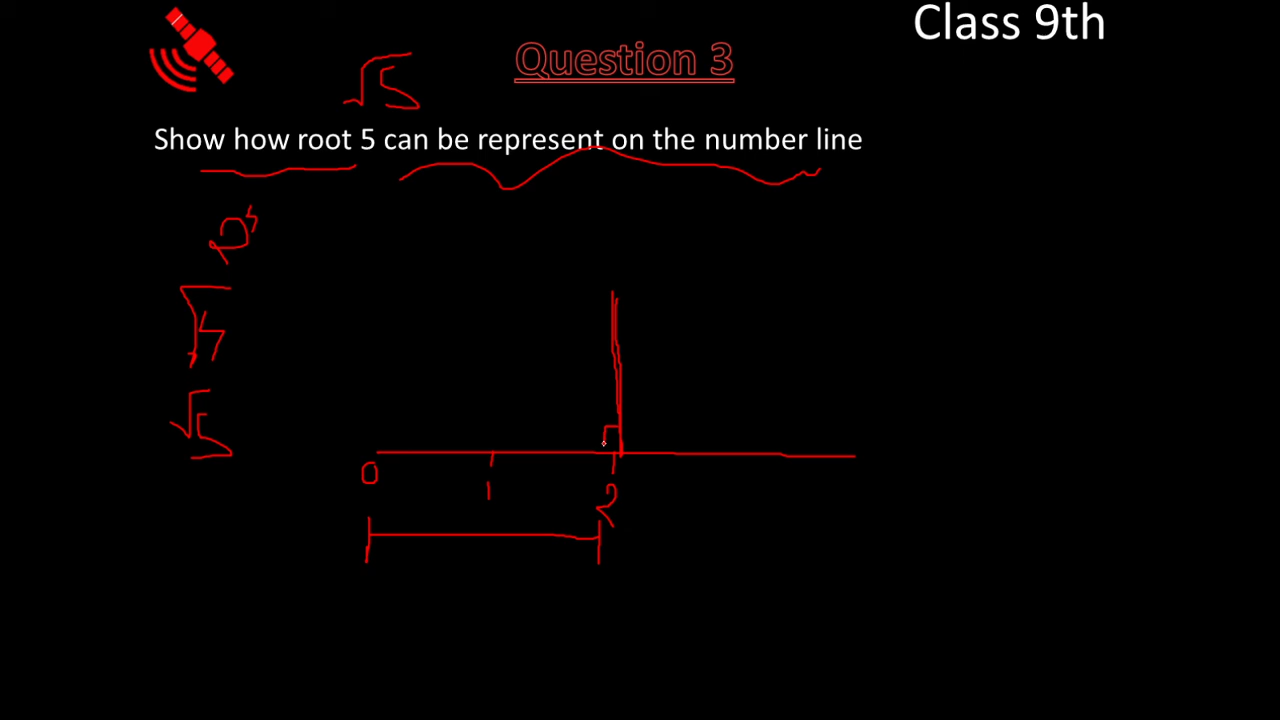 Class 9th
Question 3
√5
Show how root 5 can be represent on the number line
√5
0
1
2